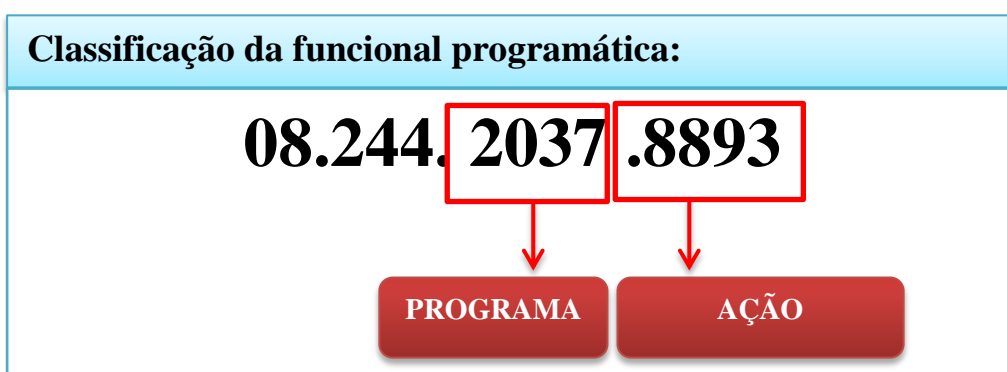 Classificação da funcional programática:
08.244. 2037 .8893
PROGRAMA AÇÃO